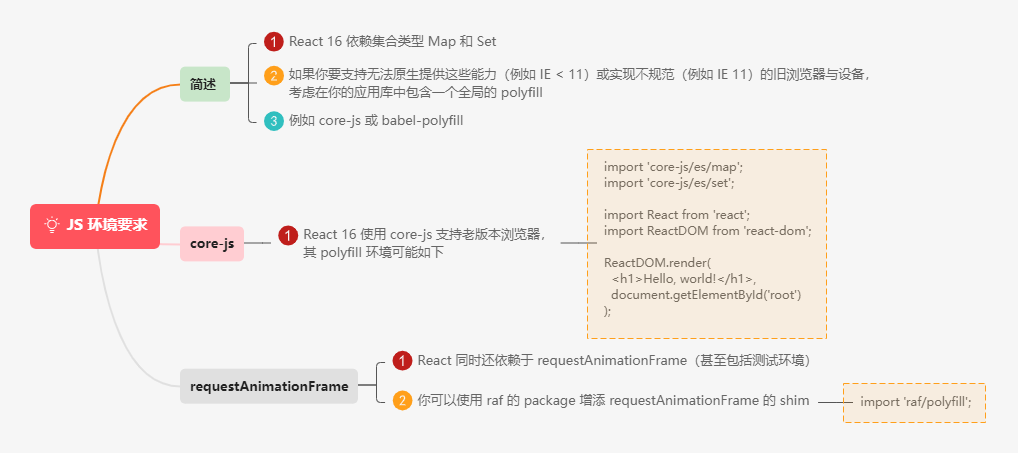 JS 环境要求
简述
1 React 16 依赖集合类型 Map 和 Set
2 如果你要支持无法原生提供这些能力（例如 IE < 11）或实现不规范（例如 IE 11）的旧浏览器与设备，
考虑在你的应用库中包含一个全局的 polyfill
3 例如 core-js 或 babel-polyfill
core-js
1 React 16 使用 core-js 支持老版本浏览器，
其 polyfill 环境可能如下
import 'core-js/es/map';
import 'core-js/es/set';
import React from 'react';
import ReactDOM from 'react-dom';
ReactDOM.render(
<h1>Hello, world!</h1>,
document.getElementById('root')
);
requestAnimationFrame
1 React 同时还依赖于 requestAnimationFrame（甚至包括测试环境）
2 你可以使用 raf 的 package 增添 requestAnimationFrame 的 shim
import 'raf/polyfill';